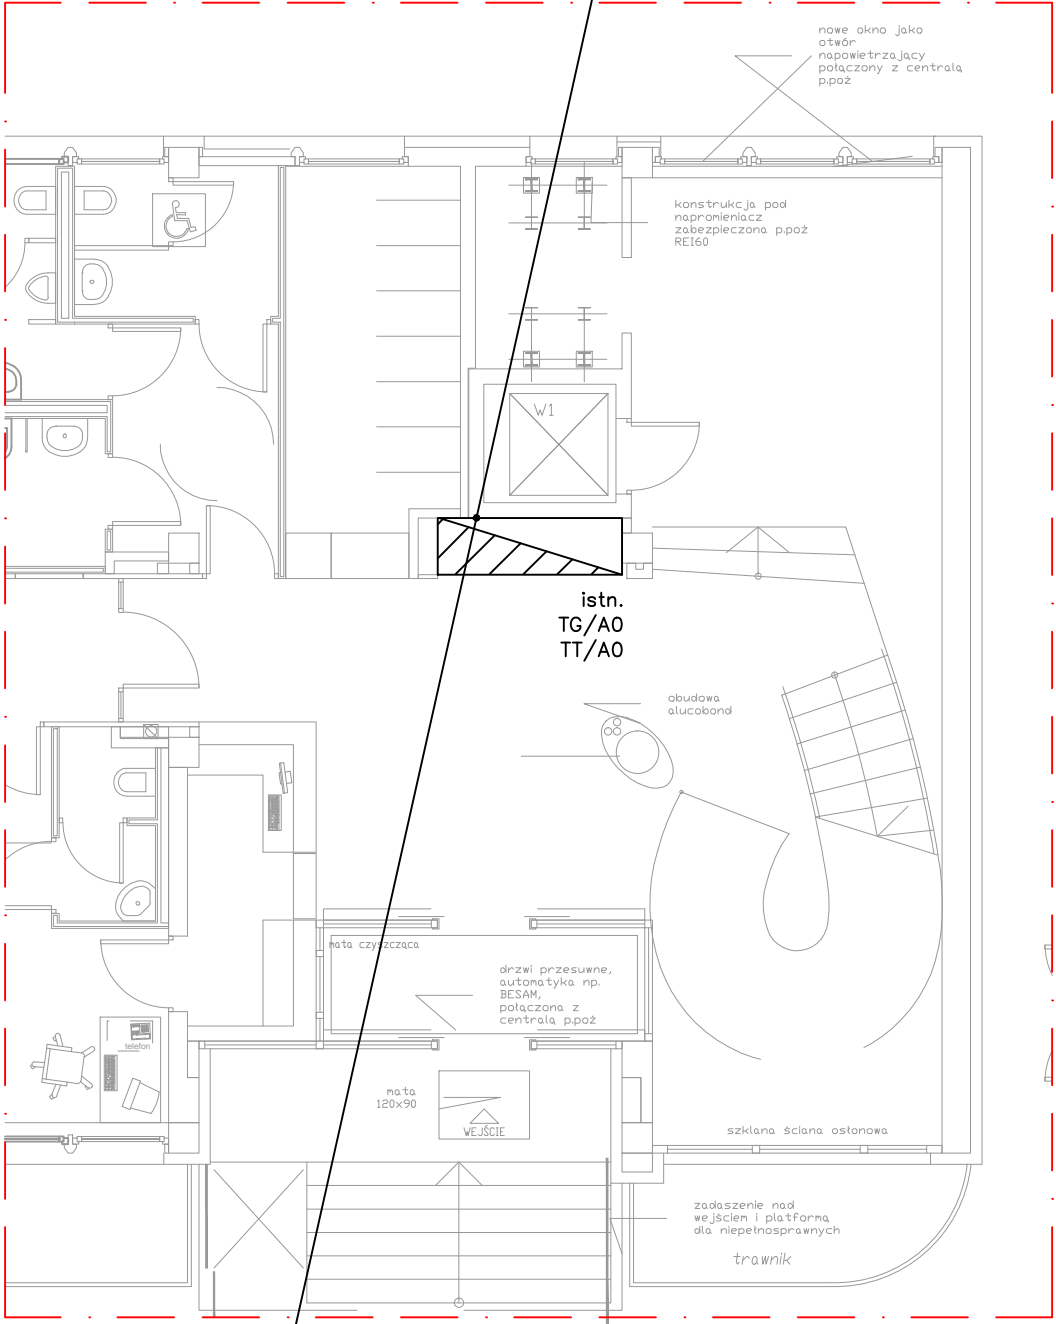 nowe okno jako
otwór
napowietrzający
połączony z centralą
p.poż
konstrukcja pod
napromieniacz
zabezpieczona p.poż
REI60
W1
istn.
TG/A0
TT/A0
obudowa
alucobond
mata czyszcząca
drzwi przesuwne,
automatyka np.
BESAM,
połączona z
centralą p.poż
telefon
mata
120x90
WEJŚCIE
szklana ściana osłonowa
zadaszenie nad
wejściem i platformą
dla niepełnosprawnych
trawnik